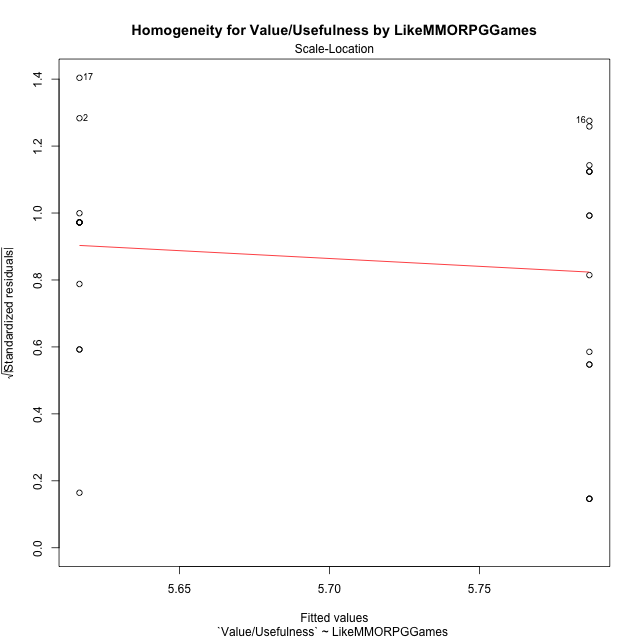 Homogeneity for Value/Usefulness by LikeMMORPGGames
Scale-Location
1.4
1.2
1.0
0.8
0.6
0.4
0.2
0.0
√|Standardized residuals|
17
2
16
5.65 5.70 5.75
Fitted values
`Value/Usefulness` ~ LikeMMORPGGames